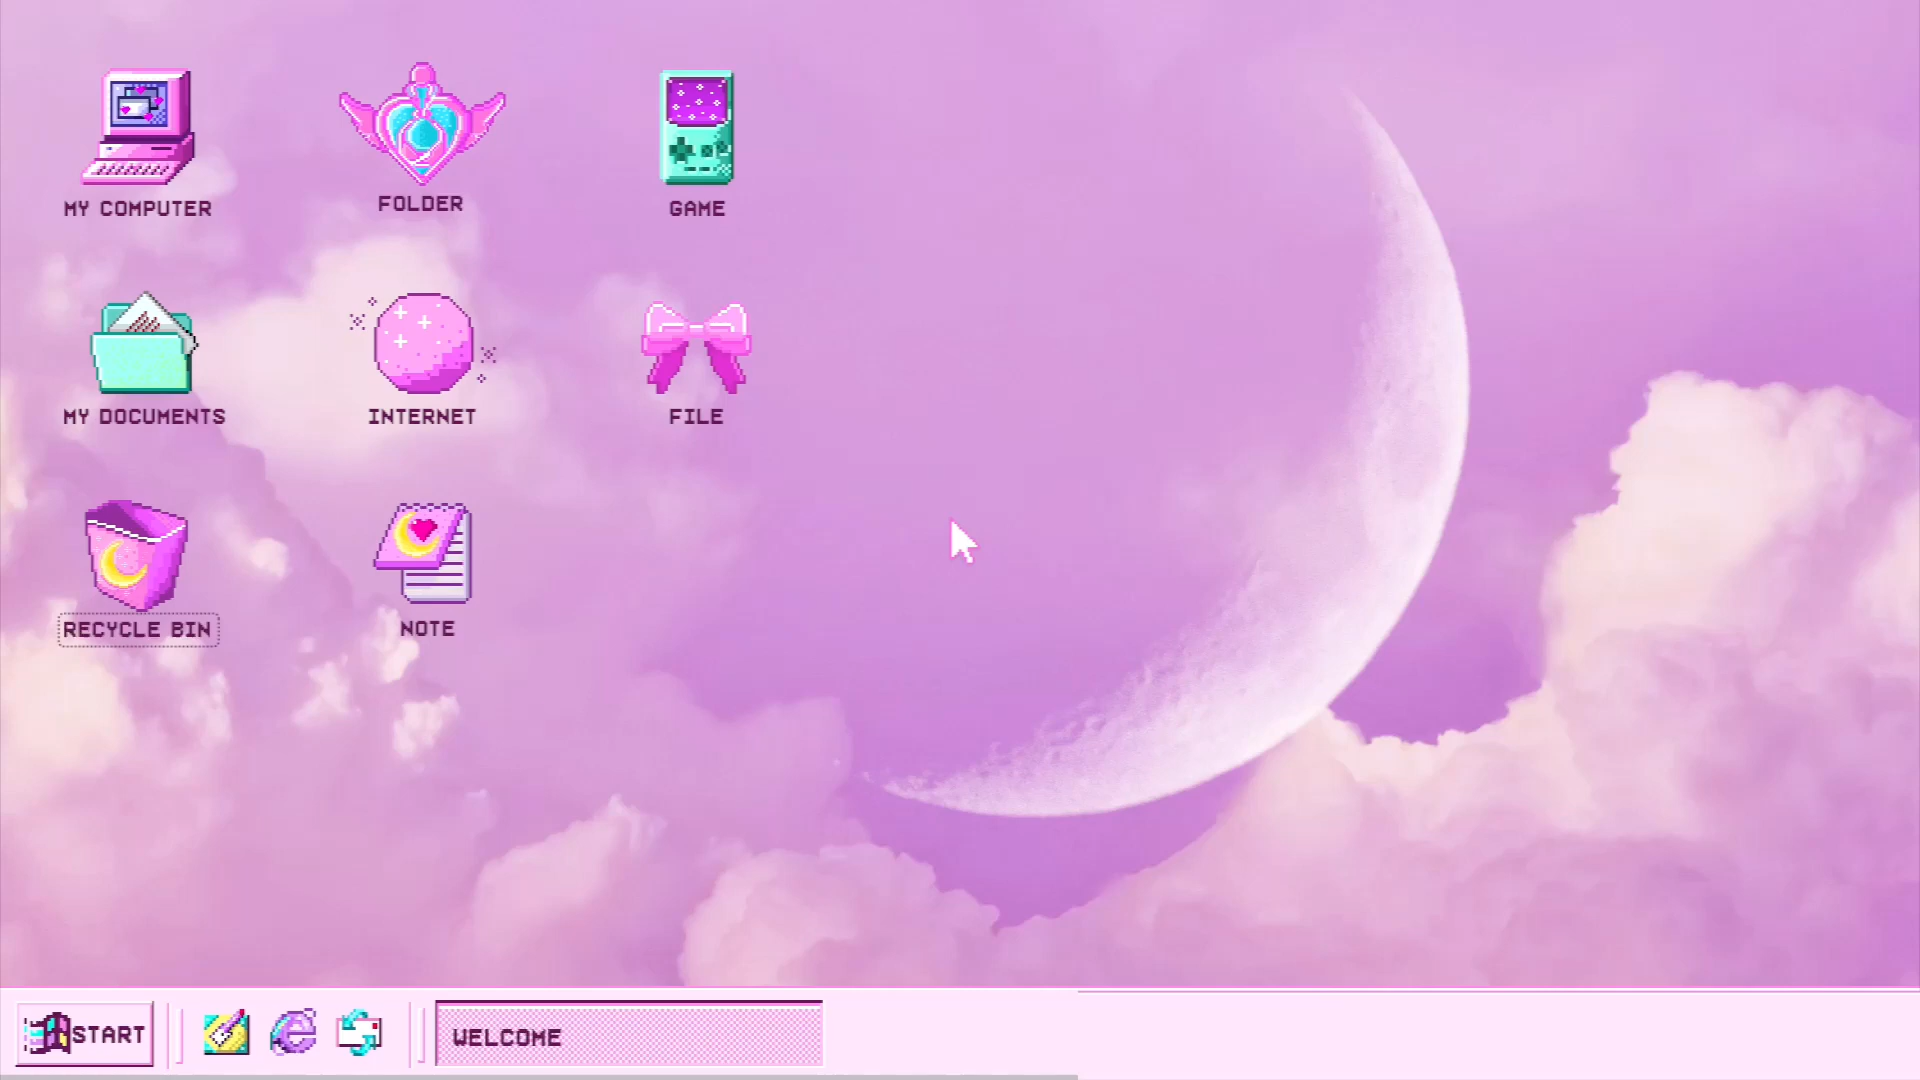 MY COMPUTER
FOLDER
GAME
MY DOCUMENTS
INTERNET
FILE
RECYCLE BIN
NOTE
START
WELCOME